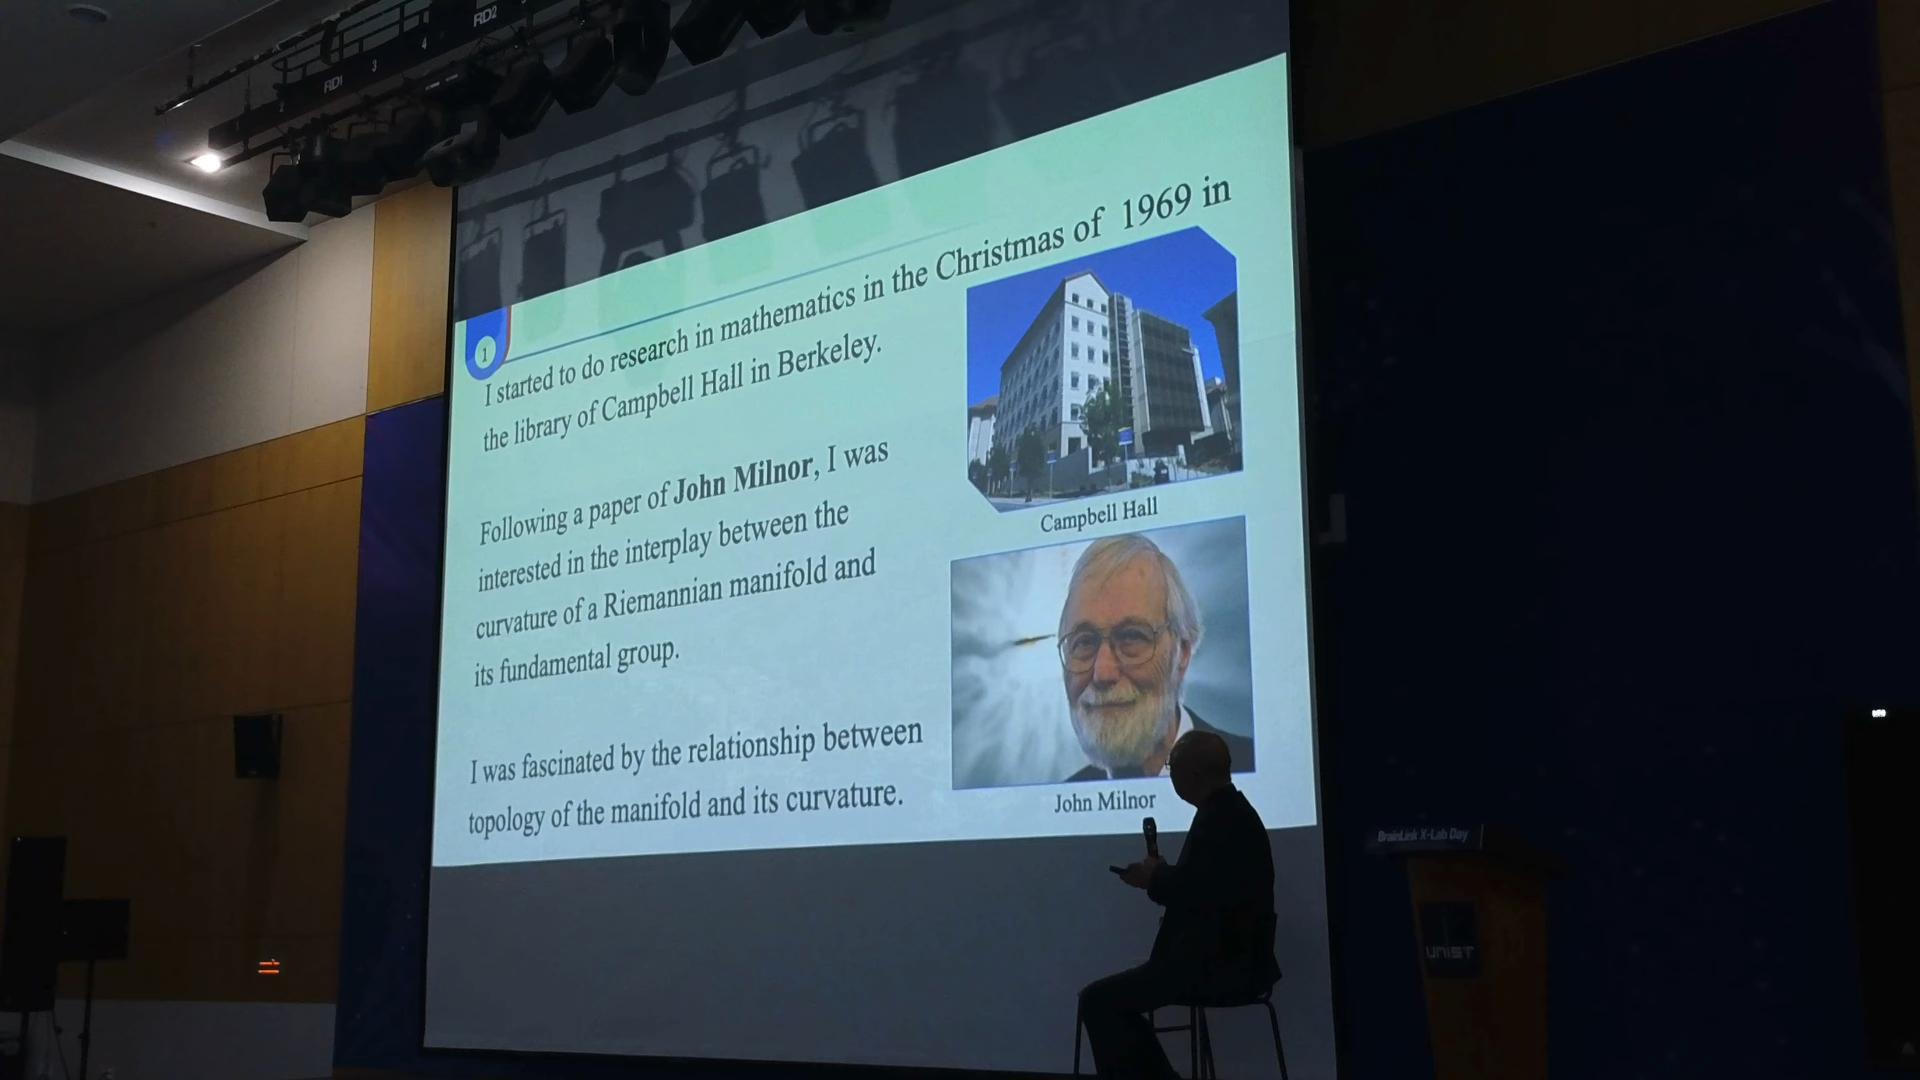 RD2
4
RD1
3
2
1
I started to do research in mathematics in the Christmas of 1969 in
the library of Campbell Hall in Berkeley.
Campbell Hall
Following a paper of John Milnor, I was
interested in the interplay between the
curvature of a Riemannian manifold and
its fundamental group.
I was fascinated by the relationship between
topology of the manifold and its curvature.
John Milnor
BrainLink X-Lab Day
UNIST